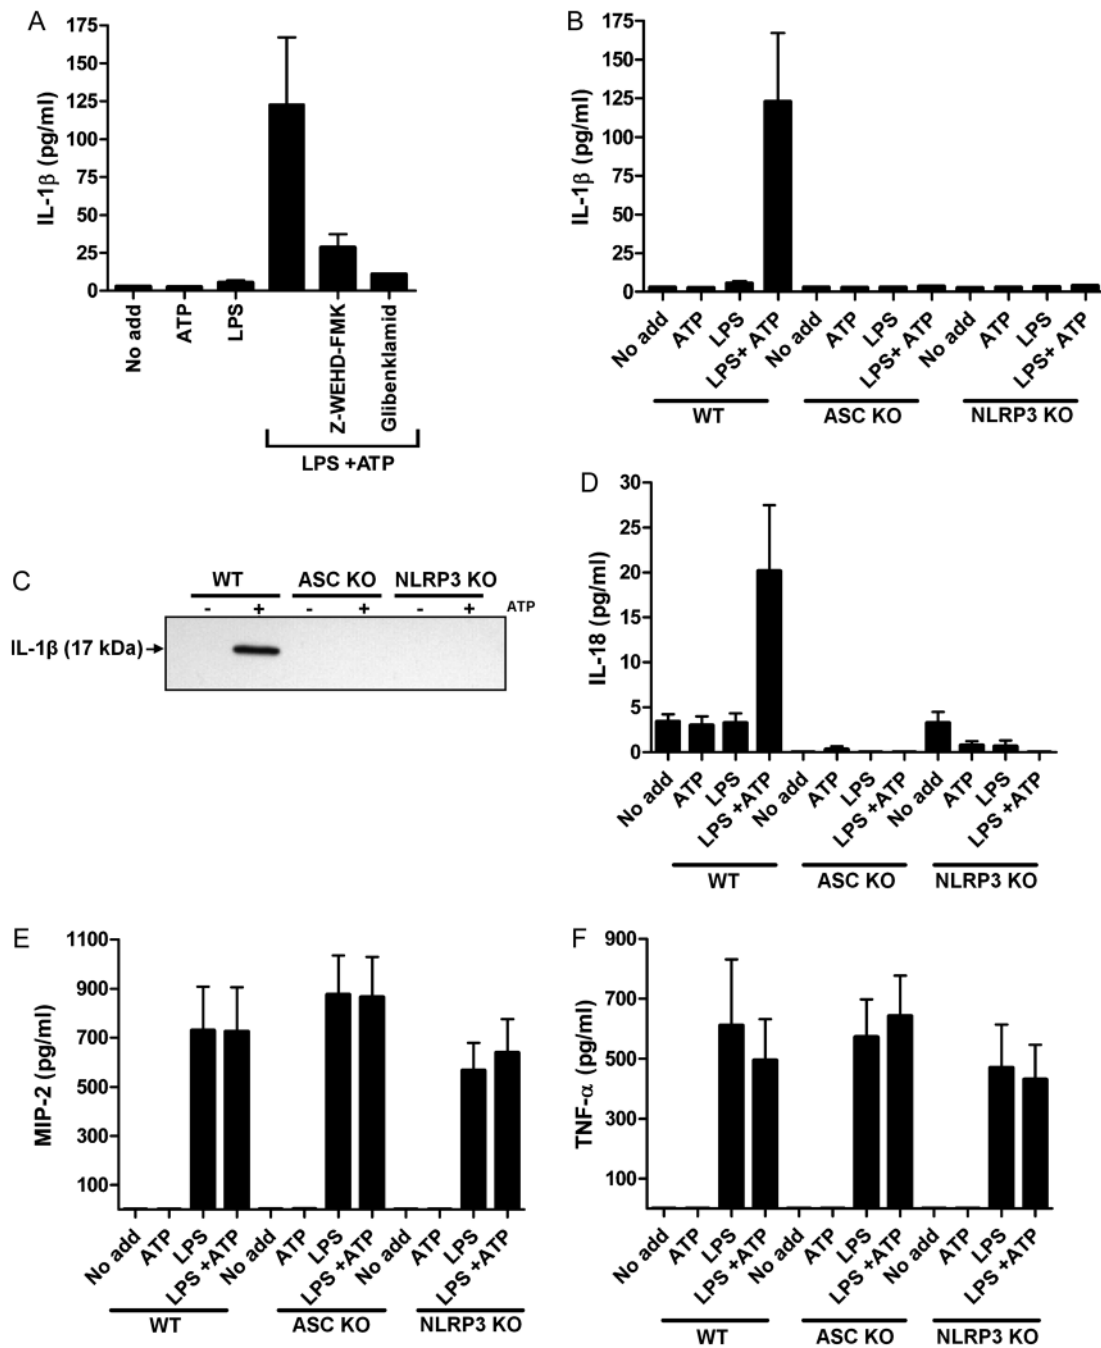 A
IL-1β (pg/ml)
175
150
125
100
75
50
25
0
No add
ATP
LPS
Z-WEHD-FMK
Glibenklamid
LPS +ATP
B
IL-1β (pg/ml)
175
150
125
100
75
50
25
0
No add
ATP
LPS
LPS+ ATP
No add
ATP
LPS
LPS+ ATP
No add
ATP
LPS
LPS+ ATP
WT
ASC KO
NLRP3 KO
C
WT
ASC KO
NLRP3 KO
- + - + - + ATP
IL-1β (17 kDa)
D
IL-18 (pg/ml)
30
25
20
15
10
5
0
No add
ATP
LPS
LPS +ATP
No add
ATP
LPS
LPS +ATP
No add
ATP
LPS
LPS +ATP
WT
ASC KO
NLRP3 KO
E
MIP-2 (pg/ml)
1100
900
700
500
300
100
No add
ATP
LPS
LPS +ATP
No add
ATP
LPS
LPS +ATP
No add
ATP
LPS
LPS +ATP
WT
ASC KO
NLRP3 KO
F
TNF-α (pg/ml)
900
700
500
300
100
No add
ATP
LPS
LPS +ATP
No add
ATP
LPS
LPS +ATP
No add
ATP
LPS
LPS +ATP
WT
ASC KO
NLRP3 KO